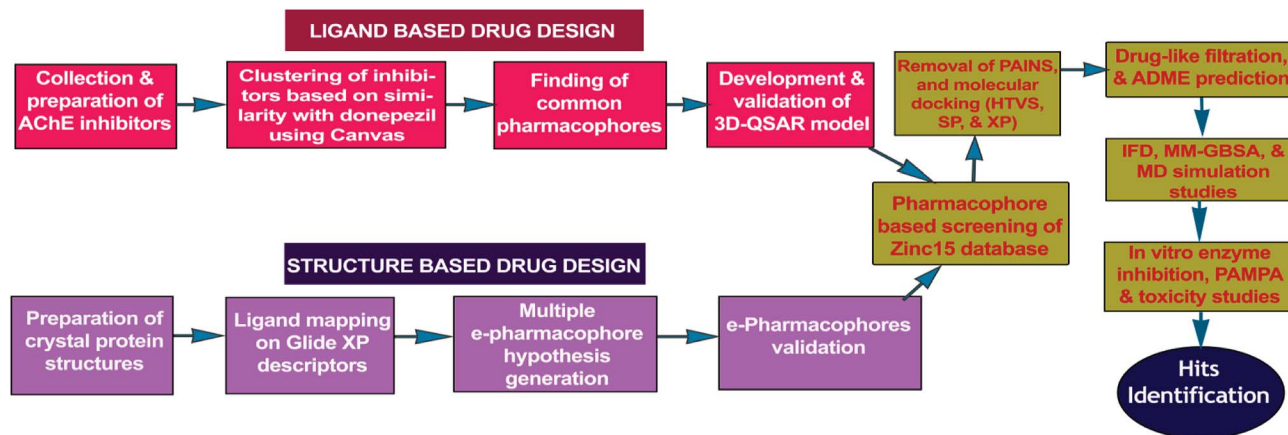 LIGAND BASED DRUG DESIGN
Collection &
preparation of
AChE inhibitors
Clustering of inhibi-
tors based on simi-
larity with donepezil
using Canvas
Finding of
common
pharmacophores
Development &
validation of
3D-QSAR model
Removal of PAINS,
and molecular
docking (HTVS,
SP, & XP)
Drug-like filtration,
& ADME prediction
IFD, MM-GBSA, &
MD simulation
studies
Pharmacophore
based screening of
Zinc15 database
STRUCTURE BASED DRUG DESIGN
In vitro enzyme
inhibition, PAMPA
& toxicity studies
Preparation of
crystal protein
structures
Ligand mapping
on Glide XP
descriptors
Multiple
e-pharmacophore
hypothesis
generation
e-Pharmacophores
validation
Hits
Identification